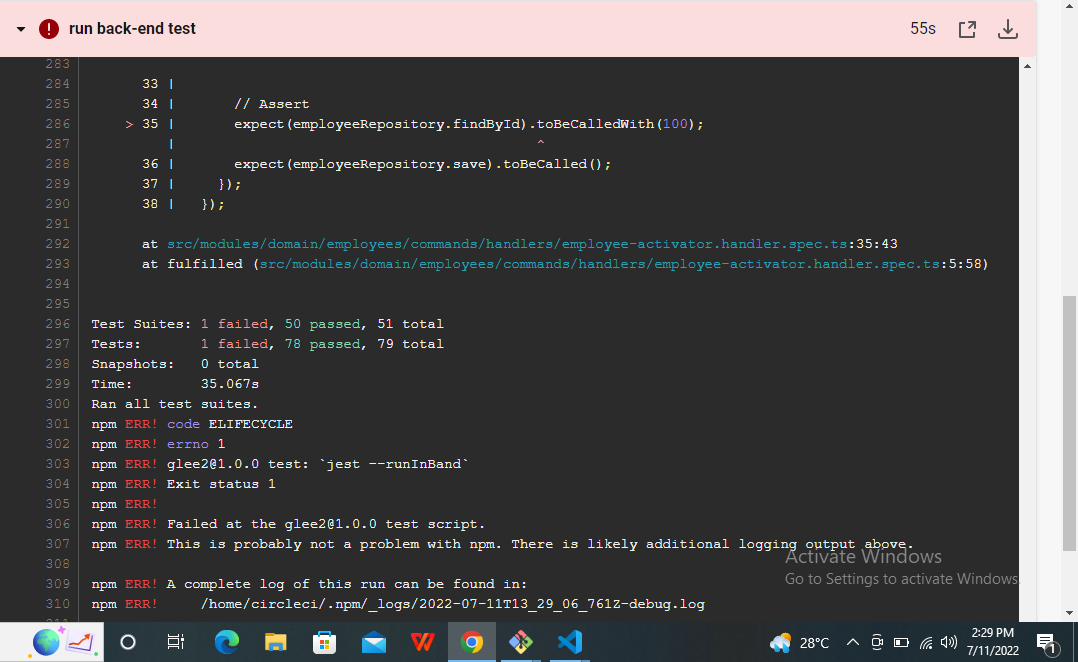 run back-end test 55s
283
284 33 |
285 34 | // Assert
286 > 35 | expect(employeeRepository.findById).toBeCalledWith(100);
287 | ^
288 36 | expect(employeeRepository.save).toBeCalled();
289 37 | });
290 38 | });
291
292 at src/modules/domain/employees/commands/handlers/employee-activator.handler.spec.ts:35:43
293 at fulfilled (src/modules/domain/employees/commands/handlers/employee-activator.handler.spec.ts:5:58)
294
295
296 Test Suites: 1 failed, 50 passed, 51 total
297 Tests: 1 failed, 78 passed, 79 total
298 Snapshots: 0 total
299 Time: 35.067s
300 Ran all test suites.
301 npm ERR! code ELIFECYCLE
302 npm ERR! errno 1
303 npm ERR! glee2@1.0.0 test: `jest --runInBand`
304 npm ERR! Exit status 1
305 npm ERR!
306 npm ERR! Failed at the glee2@1.0.0 test script.
307 npm ERR! This is probably not a problem with npm. There is likely additional logging output above.
308
309 npm ERR! A complete log of this run can be found in:
310 npm ERR! /home/circleci/.npm/_logs/2022-07-11T13_29_06_761Z-debug.log
Activate Windows
Go to Settings to activate Windows
28°C
2:29 PM
7/11/2022
1